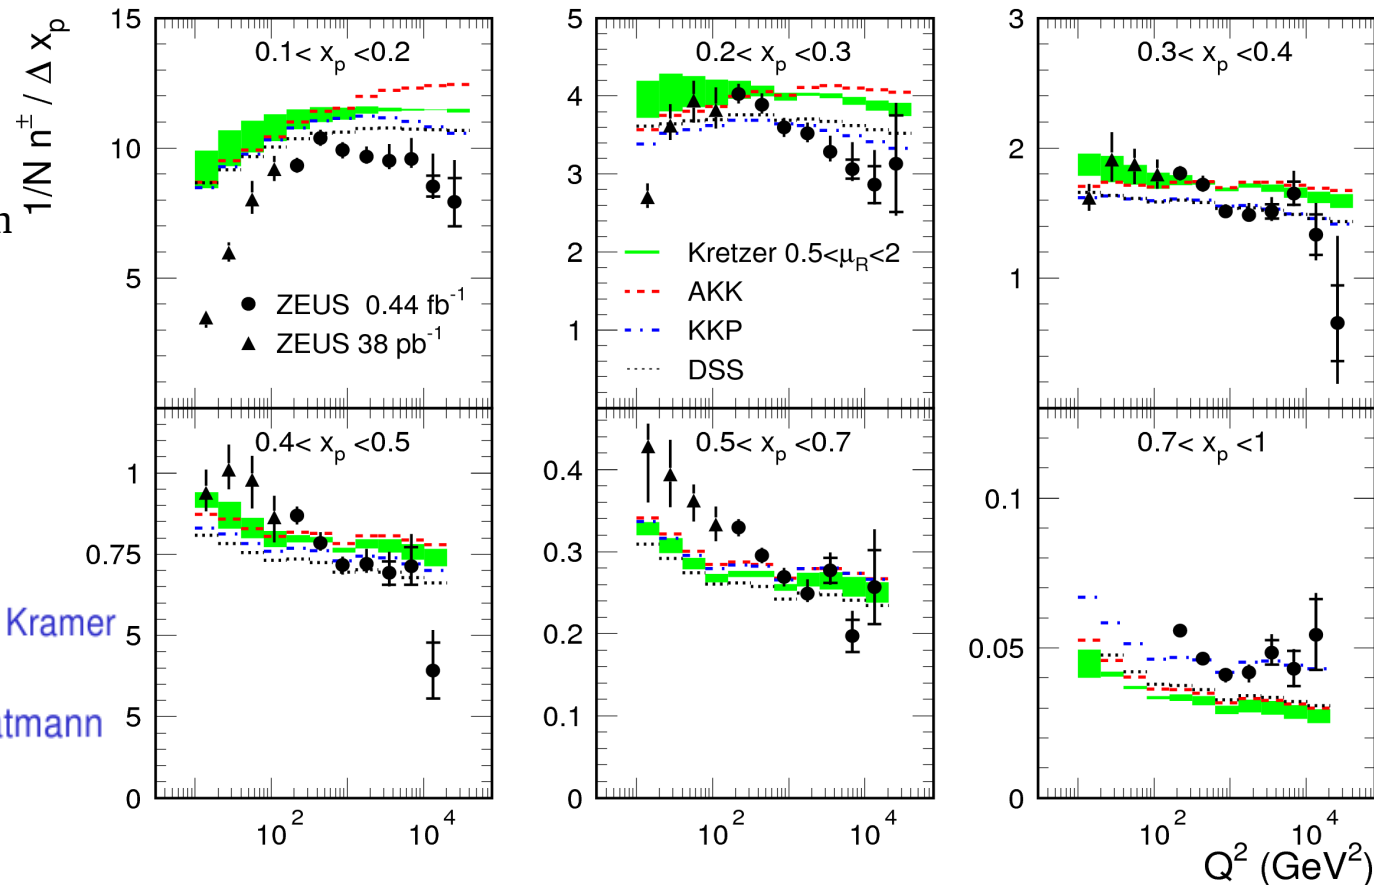 1/N n± / Δ xp
15
10
5
0.1< xp <0.2
ZEUS 0.44 fb-1
ZEUS 38 pb-1
5
4
3
2
1
0.2< xp <0.3
Kretzer 0.5<μR<2
AKK
KKP
DSS
3
2
1
0.3< xp <0.4
n
1
0.75
5
5
0
0.4< xp <0.5
10 2
10 4
0.4
0.3
0.2
0.1
0
0.5< xp <0.7
10 2
10 4
0.1
0.05
0
0.7< xp <1
10 2
10 4
Q2 (GeV2)
Kramer
atmann